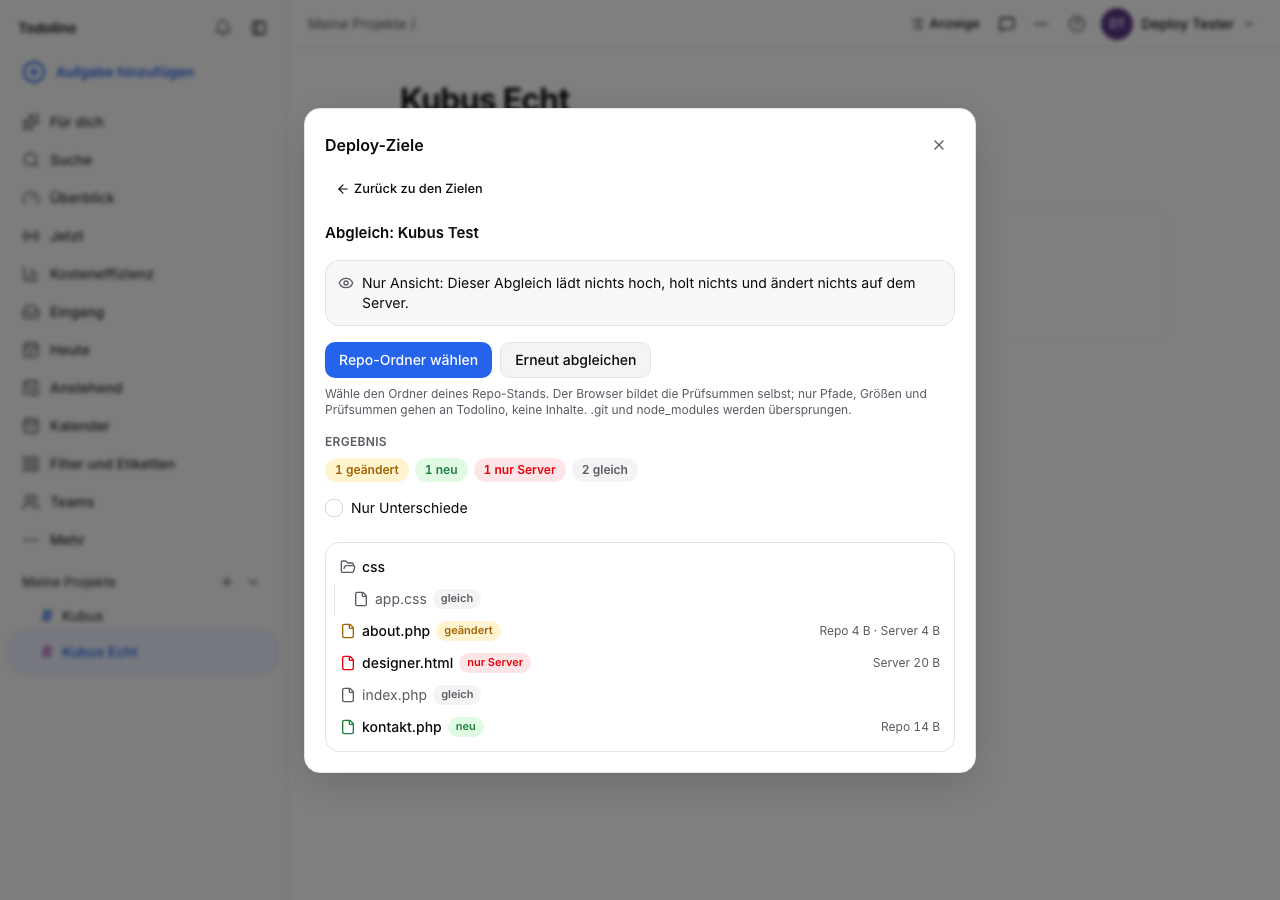 Todolino
Meine Projekte /
Anzeige
DT
Deploy Tester
Aufgabe hinzufügen
Für dich
Suche
Überblick
Jetzt
Kosteneffizienz
Eingang
Heute
Anstehend
Kalender
Filter und Etiketten
Teams
Mehr
Meine Projekte
# Kubus
# Kubus Echt
Kubus Echt
Deploy-Ziele
Zurück zu den Zielen
Abgleich: Kubus Test
Nur Ansicht: Dieser Abgleich lädt nichts hoch, holt nichts und ändert nichts auf dem
Server.
Repo-Ordner wählen
Erneut abgleichen
Wähle den Ordner deines Repo-Stands. Der Browser bildet die Prüfsummen selbst; nur Pfade, Größen und
Prüfsummen gehen an Todolino, keine Inhalte. .git und node_modules werden übersprungen.
ERGEBNIS
1 geändert 1 neu 1 nur Server 2 gleich
Nur Unterschiede
css
app.css gleich
about.php geändert Repo 4 B · Server 4 B
designer.html nur Server Server 20 B
index.php gleich
kontakt.php neu Repo 14 B